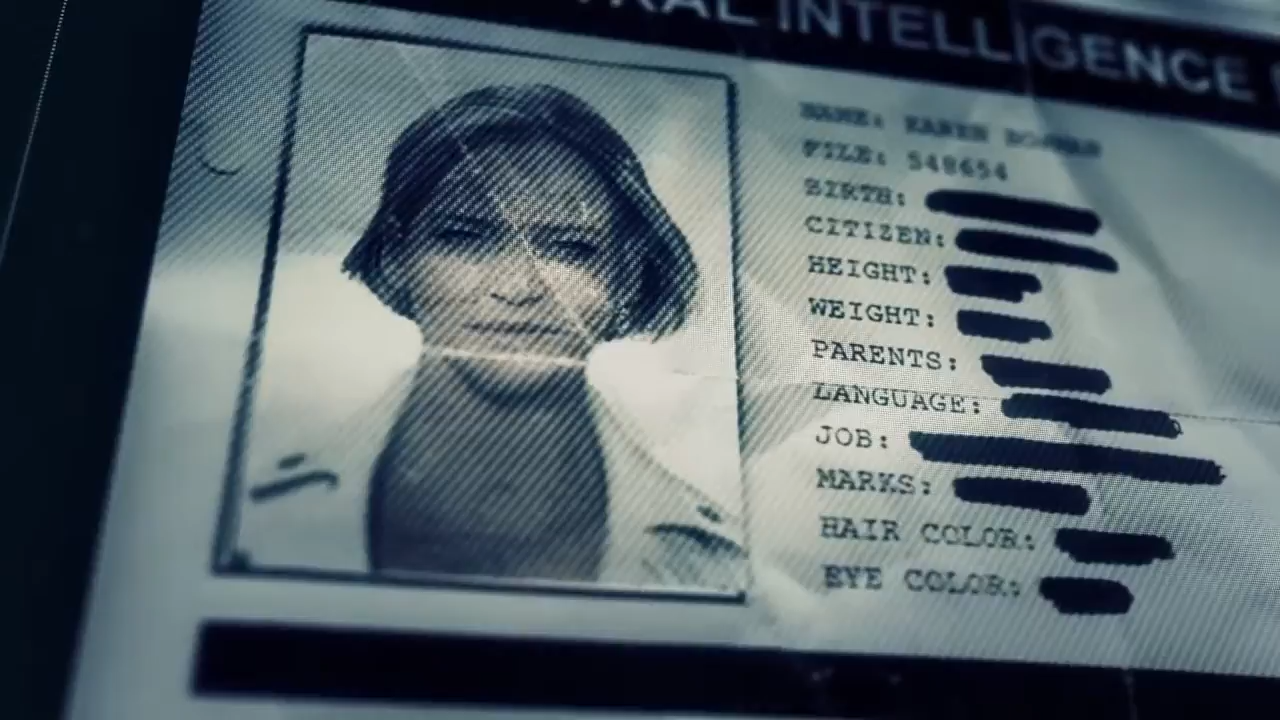 RAL INTELLIGENCE
NAME: KAREN
FILE: 548654
BIRTH:
CITIZEN:
HEIGHT:
WEIGHT:
PARENTS:
LANGUAGE:
JOB:
MARKS:
HAIR COLOR:
EYE COLOR: